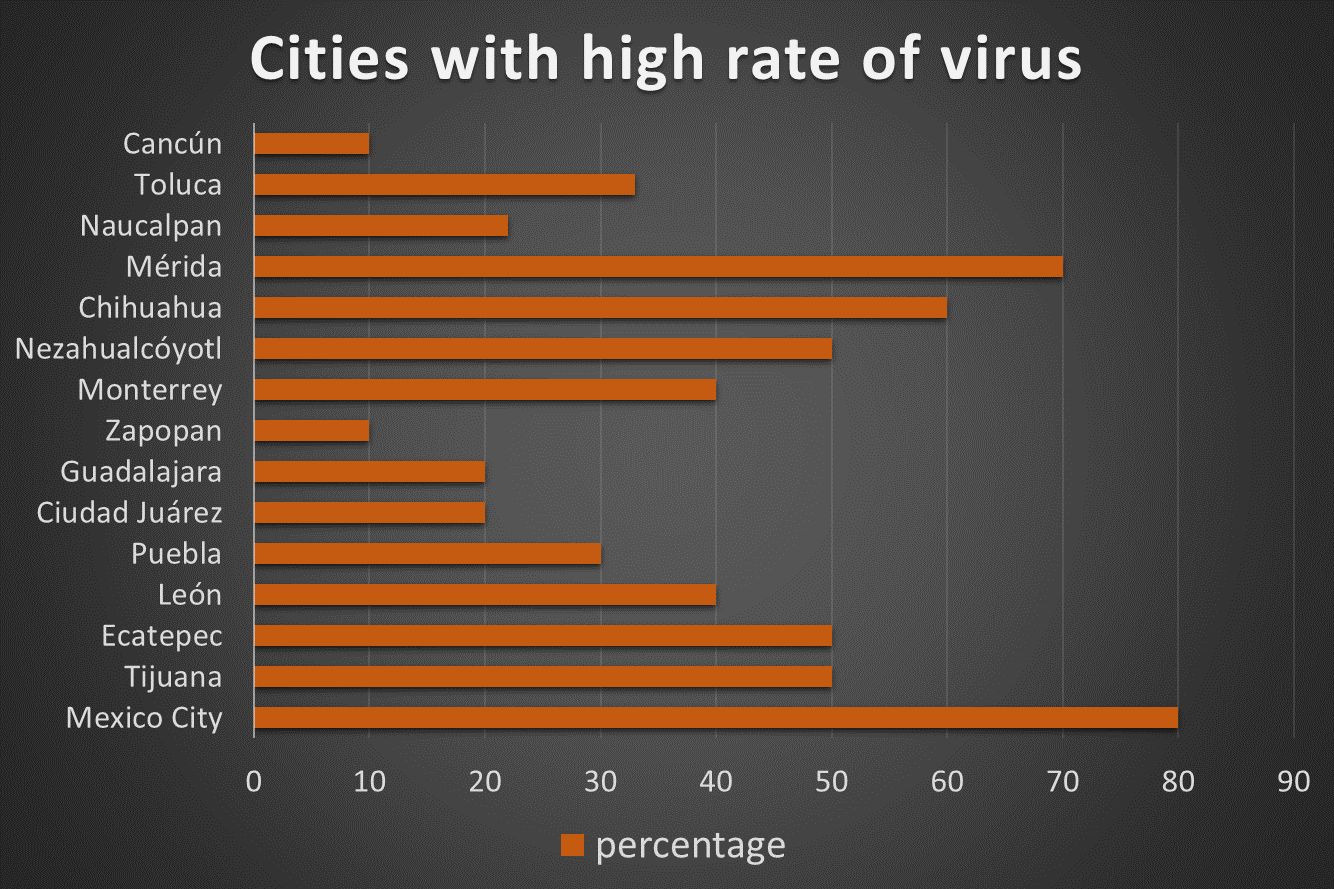 Cities with high rate of virus
Cancún
Toluca
Naucalpan
Mérida
Chihuahua
Nezahualcóyotl
Monterrey
Zapopan
Guadalajara
Ciudad Juárez
Puebla
León
Ecatepec
Tijuana
Mexico City
0 10 20 30 40 50 60 70 80 90
percentage